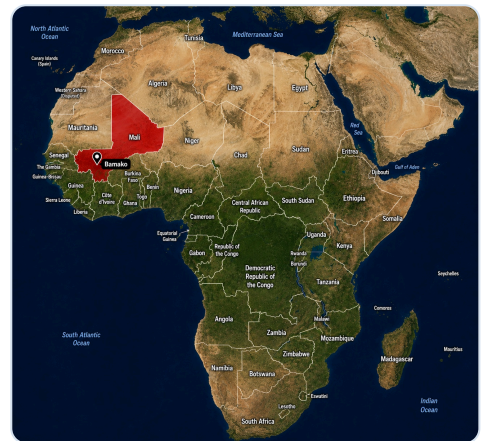 North Atlantic
Ocean
Mediterranean Sea
Tunisia
Morocco
Canary Islands
(Spain)
Algeria
Libya
Egypt
Western Sahara
(Disputed)
Mauritania
Mali
Niger
Chad
Sudan
Red
Sea
Eritrea
Gulf of Aden
Djibouti
Senegal
Bamako
The Gambia
Guinea-Bissau
Guinea
Burkina
Faso
Benin
Sierra Leone
Côte
d'Ivoire
Togo
Ghana
Liberia
Nigeria
Central African
Republic
South Sudan
Ethiopia
Somalia
Cameroon
Equatorial
Guinea
Gabon
Republic of
the Congo
Uganda
Kenya
Rwanda
Burundi
Democratic
Republic of
the Congo
Tanzania
Seychelles
Comoros
Angola
Zambia
Malawi
Mozambique
South Atlantic
Ocean
Zimbabwe
Madagascar
Mauritius
Namibia
Botswana
Eswatini
Lesotho
South Africa
Indian
Ocean